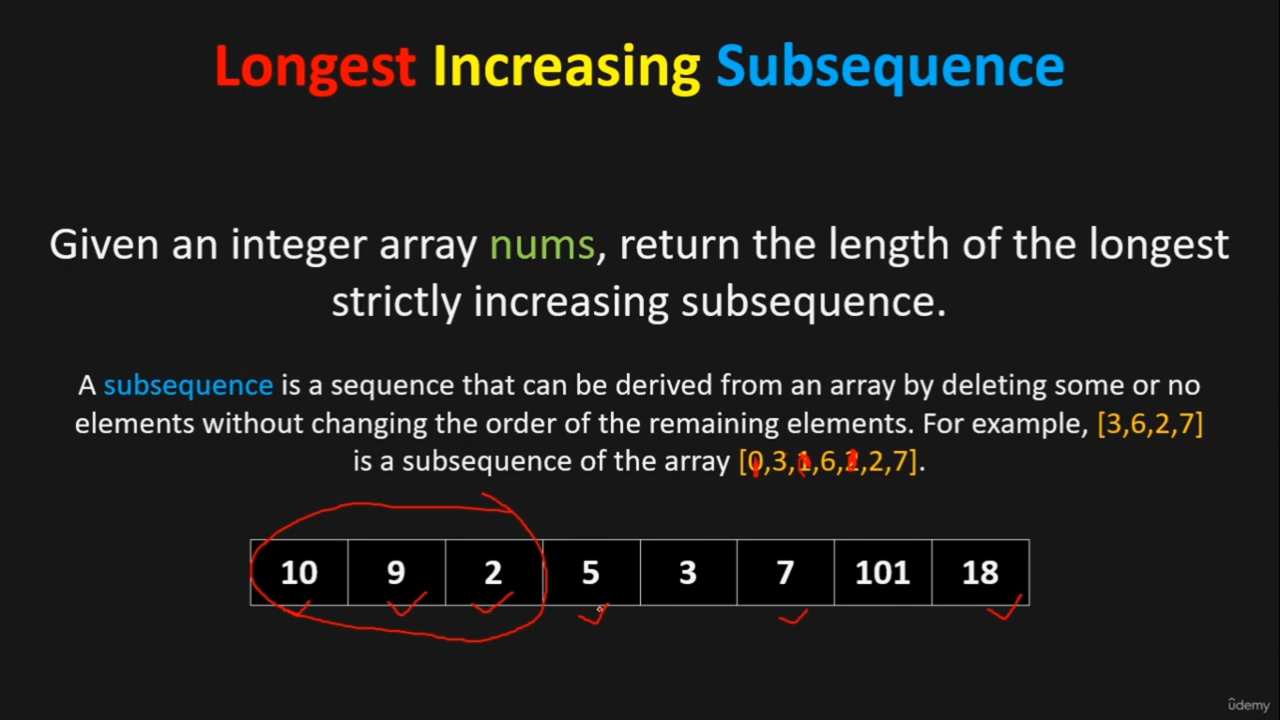 Longest Increasing Subsequence
Given an integer array nums, return the length of the longest
strictly increasing subsequence.
A subsequence is a sequence that can be derived from an array by deleting some or no
elements without changing the order of the remaining elements. For example, [3,6,2,7]
is a subsequence of the array [0,3,1,6,2,2,7].
10 9 2 5 3 7 101 18
ûdemy